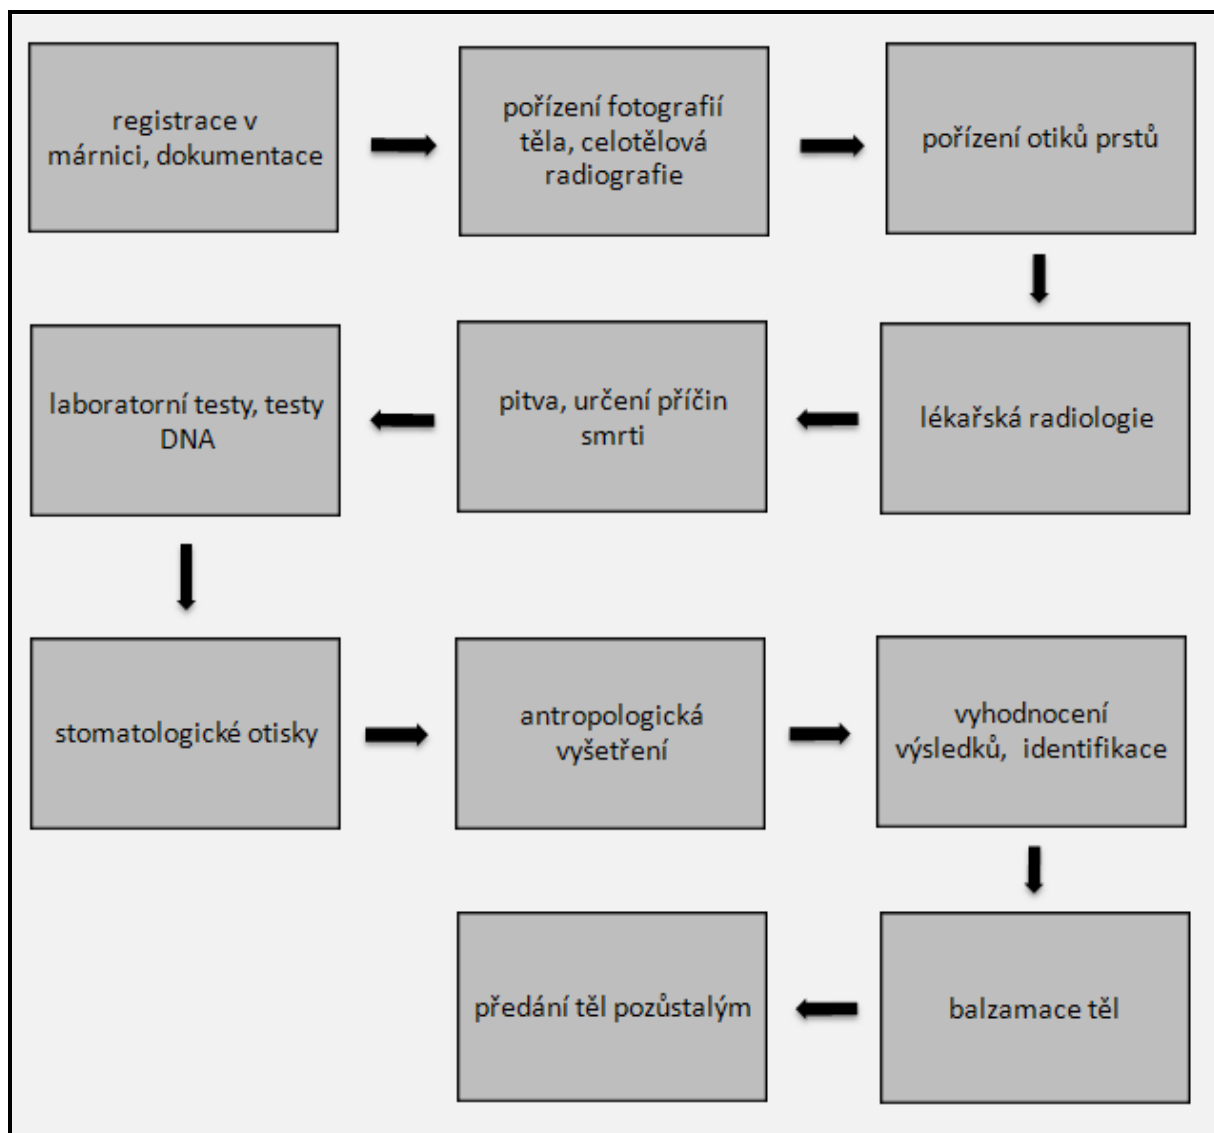 registrace v
márnici, dokumentace
pořízení fotografií
těla, celotělová
radiografie
pořízení otiků prstů
lékařská radiologie
pitva, určení příčin
smrti
laboratorní testy, testy
DNA
stomatologické otisky
antropologická
vyšetření
vyhodnocení
výsledků,  identifikace
balzamace těl
předání těl pozůstalým